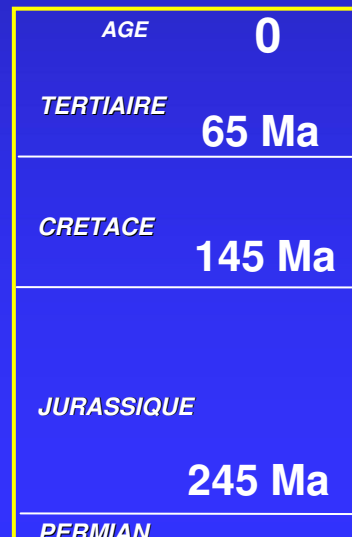 AGE 0
TERTIAIRE
65 Ma
CRETACE
145 Ma
JURASSIQUE
245 Ma
PERMIAN